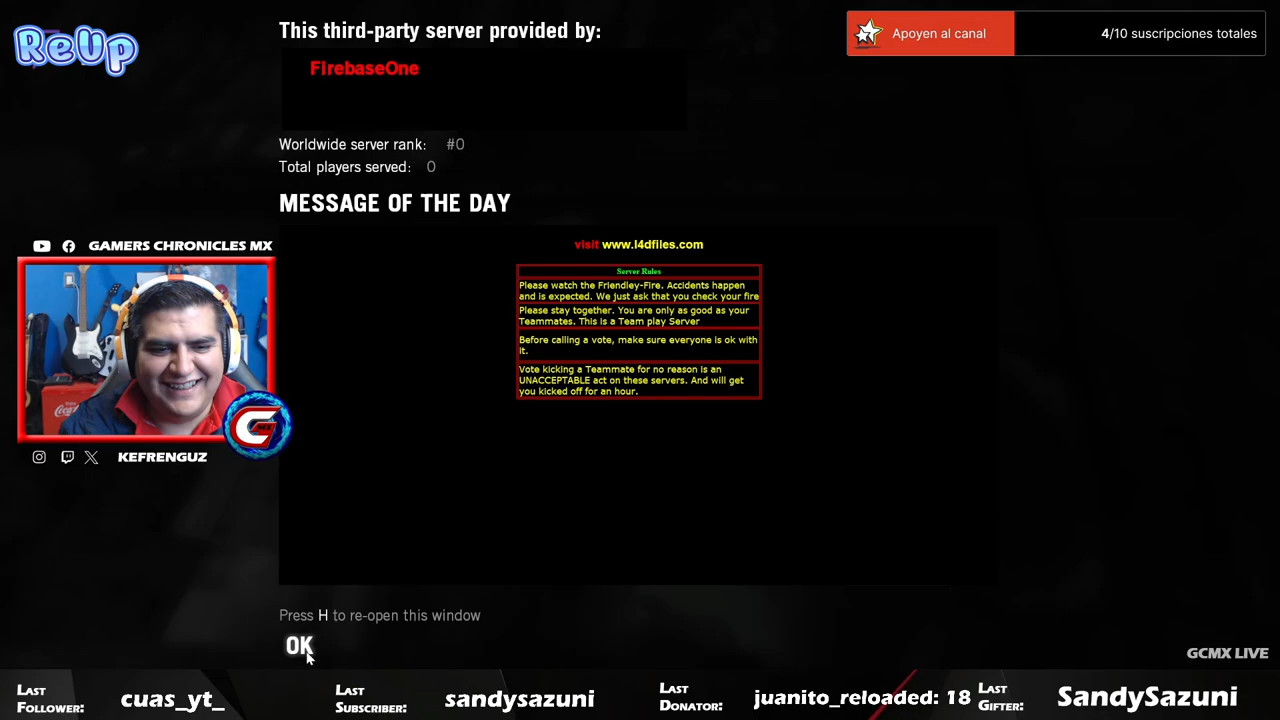 ReUp
This third-party server provided by:
FirebaseOne
Apoyen al canal
4/10 suscripciones totales
Worldwide server rank: #0
Total players served: 0
MESSAGE OF THE DAY
visit www.l4dfiles.com
Server Rules
Please watch the Friendley-Fire. Accidents happen
and is expected. We just ask that you check your fire
Please stay together. You are only as good as your
Teammates. This is a Team play Server
Before calling a vote, make sure everyone is ok with
it.
Vote kicking a Teammate for no reason is an
UNACCEPTABLE act on these servers. And will get
you kicked off for an hour.
GAMERS CHRONICLES MX
Coca
G MX
KEFRENGUZ
Press H to re-open this window
OK
GCMX LIVE
LAST
FOLLOWER:
cuas_yt_
LAST
SUBSCRIBER:
sandysazuni
LAST
DONATOR:
juanito_reloaded: 18
LAST
GIFTER:
SandySazuni